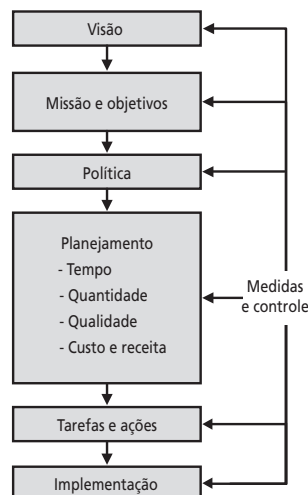 Visão
Missão e objetivos
Política
Planejamento
- Tempo
- Quantidade
- Qualidade
- Custo e receita
Medidas
e controle
Tarefas e ações
Implementação